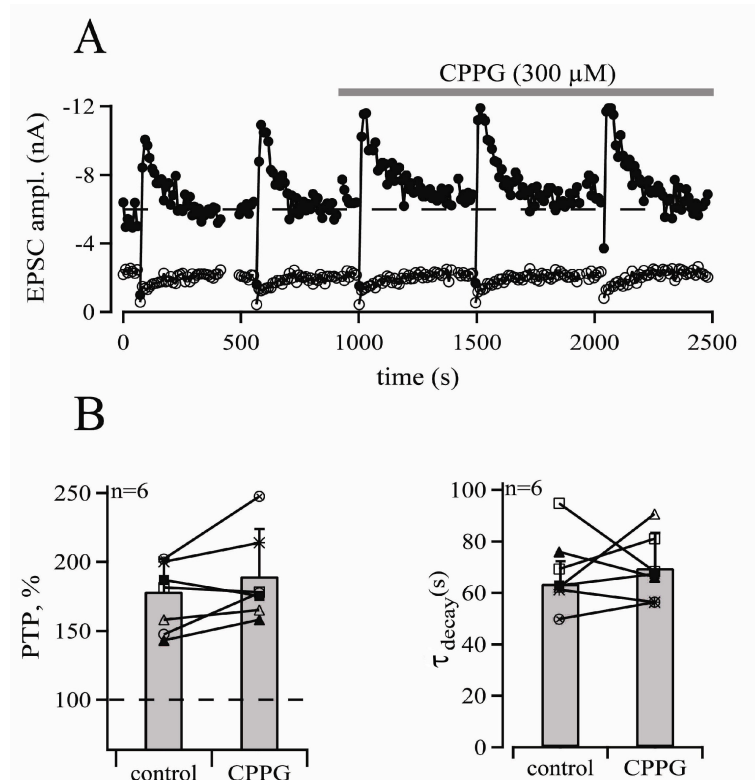 A
CPPG (300 µM)
EPSC ampl. (nA)
-12
-8
-4
0
0 500 1000 1500 2000 2500
time (s)
B
n=6
PTP, %
250
200
150
100
control CPPG
n=6
τ decay (s)
100
80
60
40
20
0
control CPPG